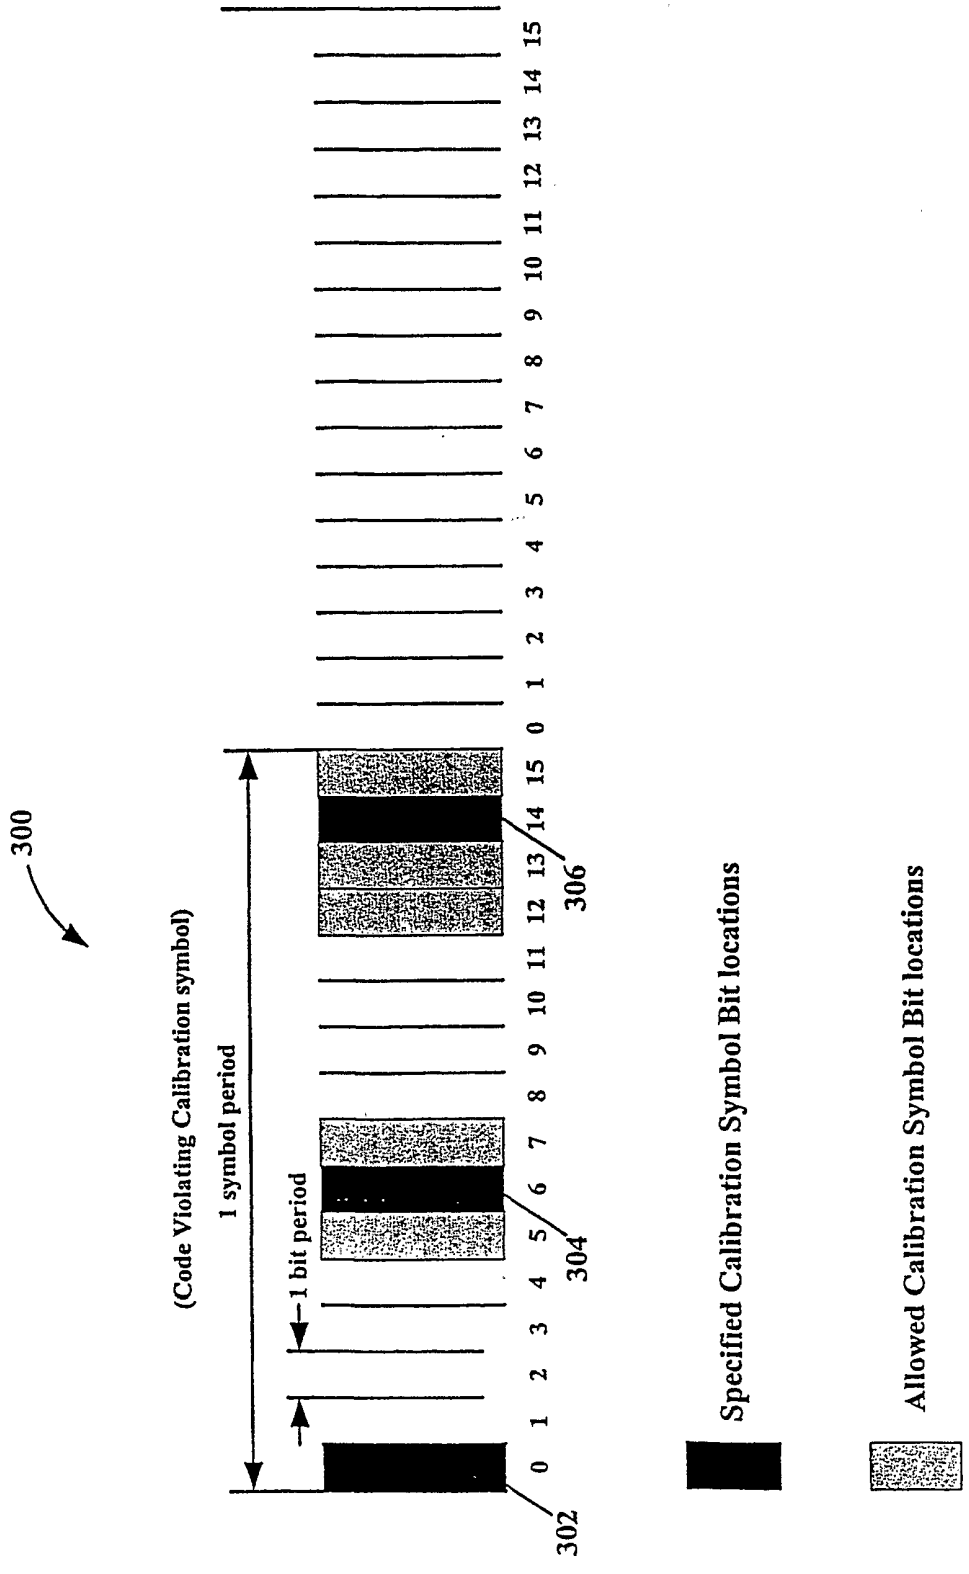 300
(Code Violating Calibration symbol)
1 symbol period
1 bit period
0 1 2 3 4 5 6 7 8 9 10 11 12 13 14 15 0 1 2 3 4 5 6 7 8 9 10 11 12 13 14 15
302
304
306
Specified Calibration Symbol Bit locations
Allowed Calibration Symbol Bit locations